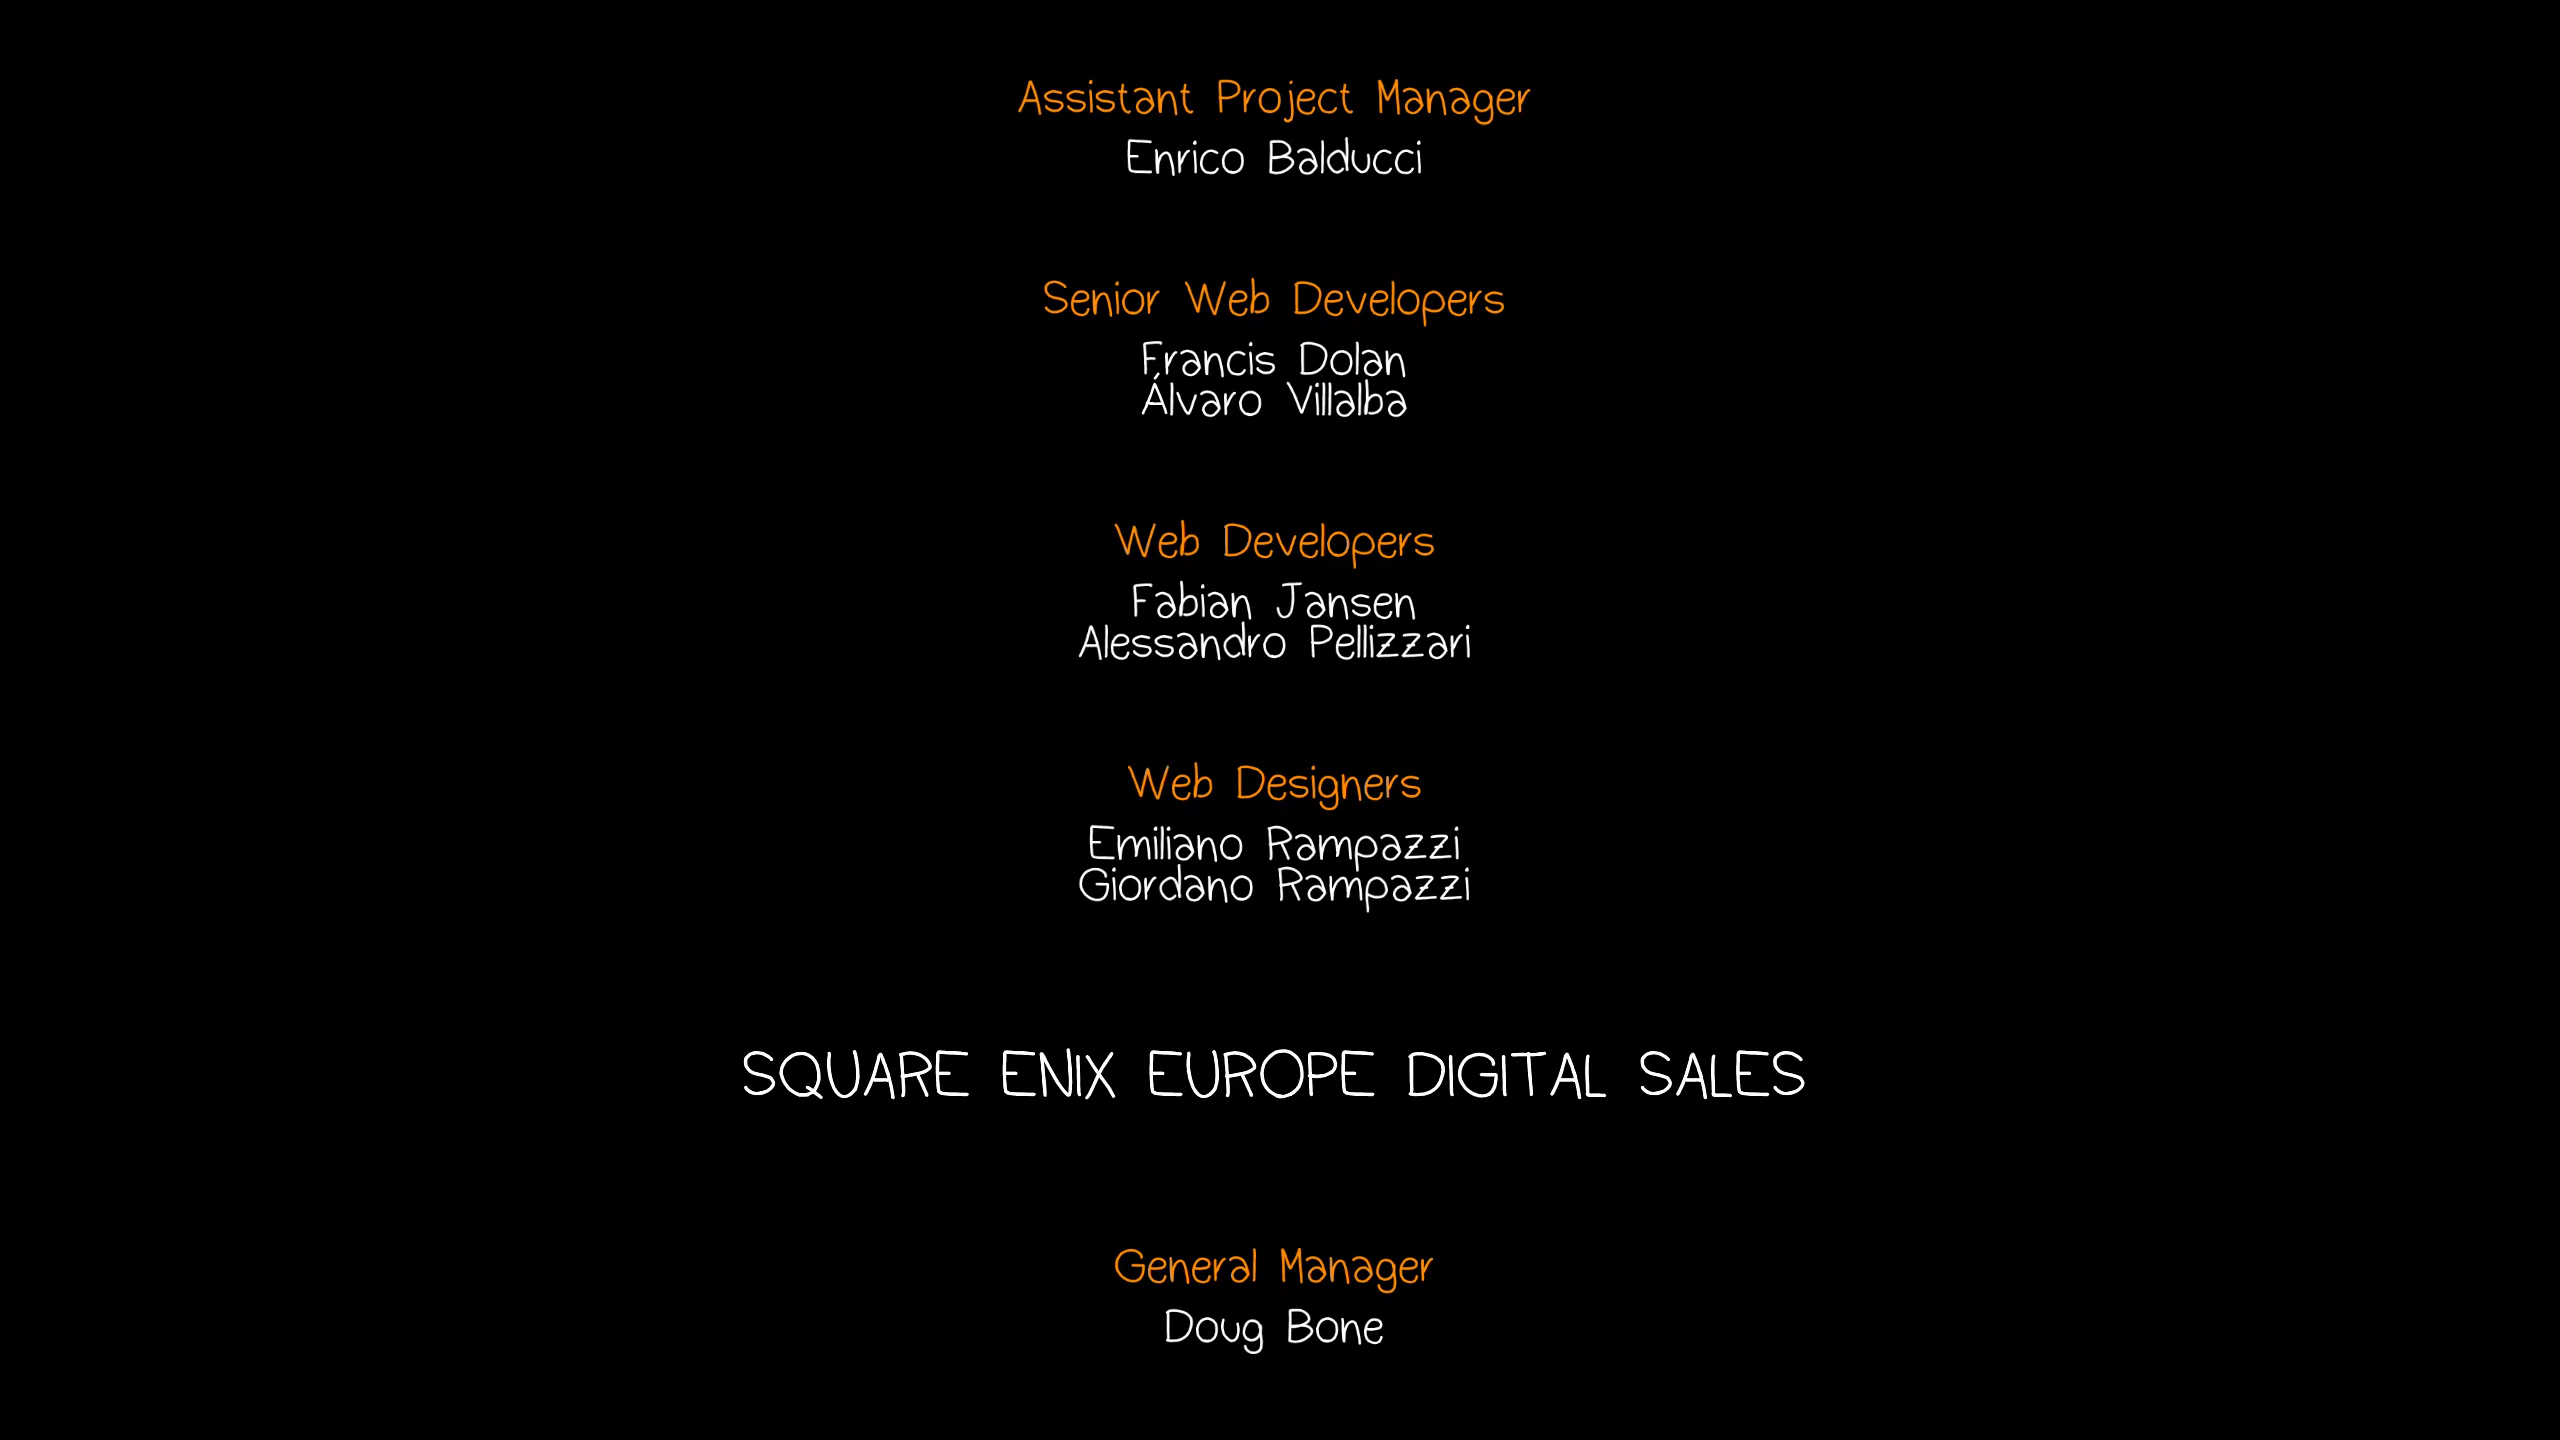 Assistant Project Manager
Enrico Balducci
Senior Web Developers
Francis Dolan
Álvaro Villalba
Web Developers
Fabian Jansen
Alessandro Pellizzari
Web Designers
Emiliano Rampazzi
Giordano Rampazzi
SQUARE ENIX EUROPE DIGITAL SALES
General Manager
Doug Bone